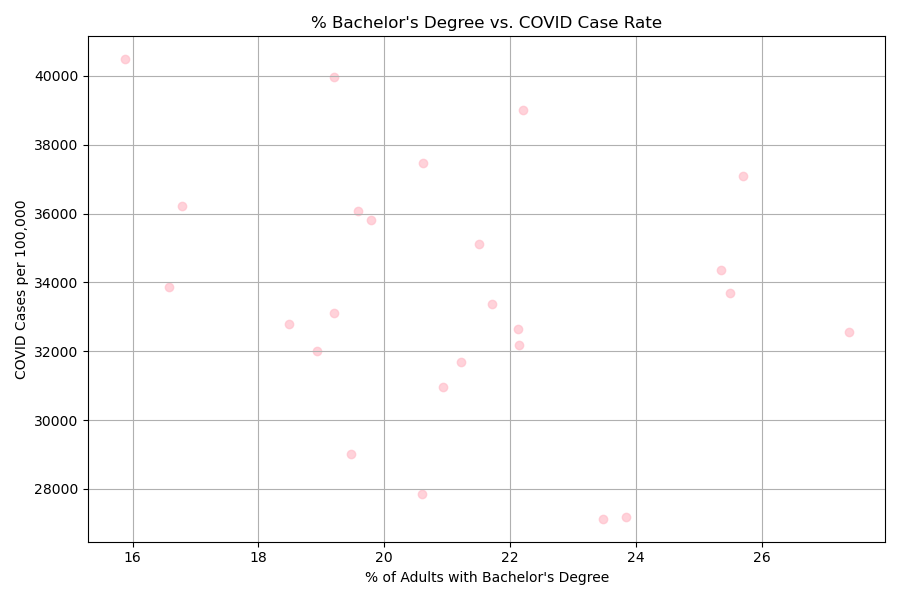 % Bachelor's Degree vs. COVID Case Rate
COVID Cases per 100,000
40000
38000
36000
34000
32000
30000
28000
16 18 20 22 24 26
% of Adults with Bachelor's Degree